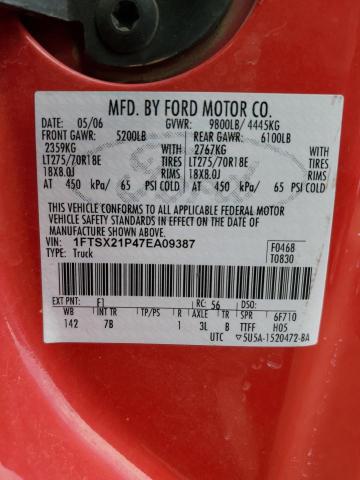 MFD. BY FORD MOTOR CO.
DATE: 05/06 GVWR: 9800LB/ 4445KG
FRONT GAWR: 5200LB REAR GAWR: 6100LB
2359KG WITH 2767KG WITH
LT275/70R18E TIRES LT275/70R18E TIRES
18X8.0J RIMS 18X8.0J RIMS
AT 450 kPa/ 65 PSI COLD AT 450 kPa/ 65 PSI COLD
THIS VEHICLE CONFORMS TO ALL APPLICABLE FEDERAL MOTOR
VEHICLE SAFETY STANDARDS IN EFFECT ON THE DATE OF
MANUFACTURE SHOWN ABOVE.
VIN: 1FTSX21P47EA09387 F0468
TYPE: Truck T0830
EXT PNT: F1 RC: 56 DSO:
WB INT TR TP/PS R AXLE TR SPR 6F710
142 7B 1 3L B TTFF H05
UTC ▽5U5A-1520472-BA